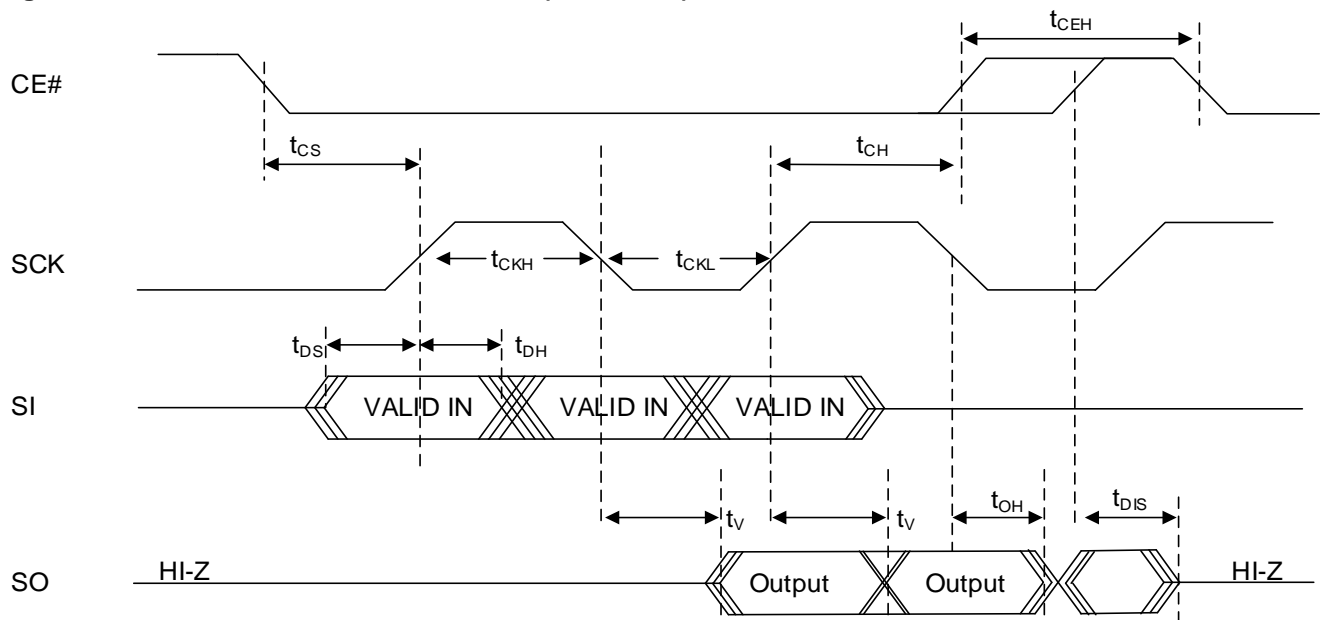 tCEH
CE#
tCS
tCH
SCK
tCKH
tCKL
tDS
tDH
SI
VALID IN
VALID IN
VALID IN
tV
tV
tOH
tDIS
SO
HI-Z
Output
Output
HI-Z